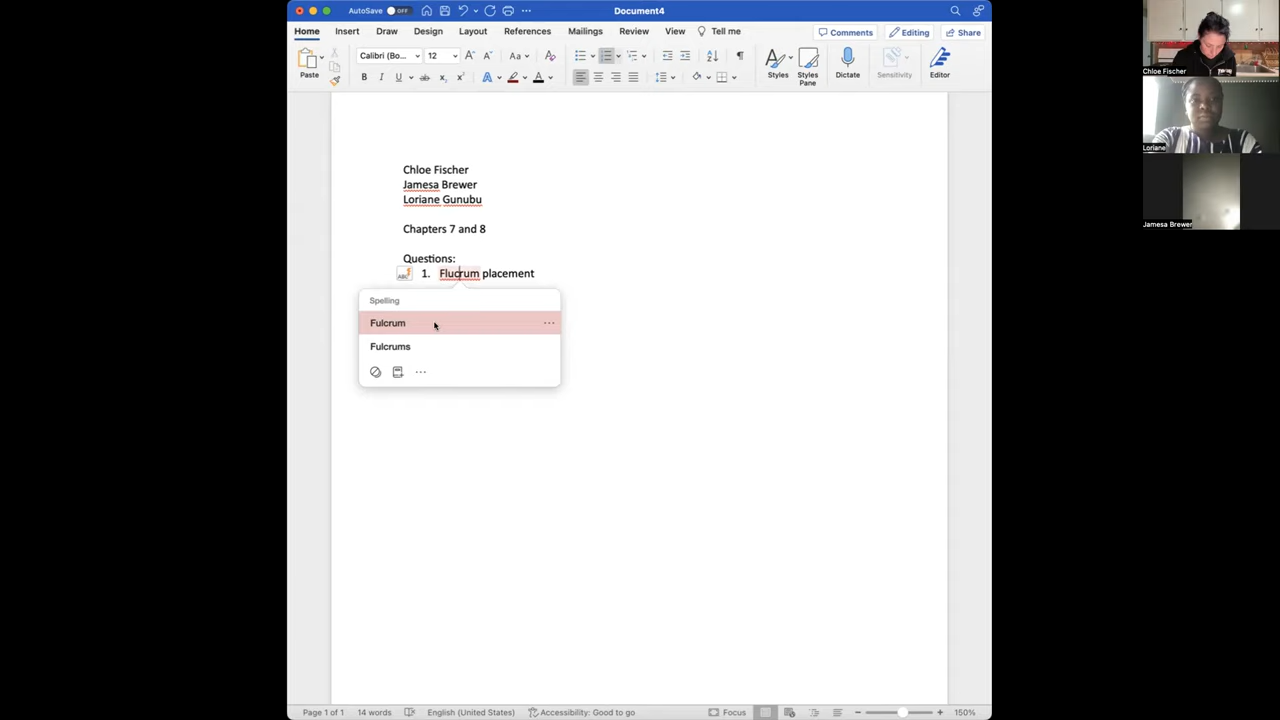 AutoSave OFF
Document4
Home Insert Draw Design Layout References Mailings Review View Tell me
Comments Editing Share
Paste
Calibri (Bo... 12
Styles
Styles Pane
Dictate
Sensitivity
Editor
Chloe Fischer
Jamesa Brewer
Loriane Gunubu
Chapters 7 and 8
Questions:
1. Flucrum placement
Spelling
Fulcrum
Fulcrums
Page 1 of 1 14 words English (United States) Accessibility: Good to go Focus 150%
Chloe Fischer
Loriane
Jamesa Brewer